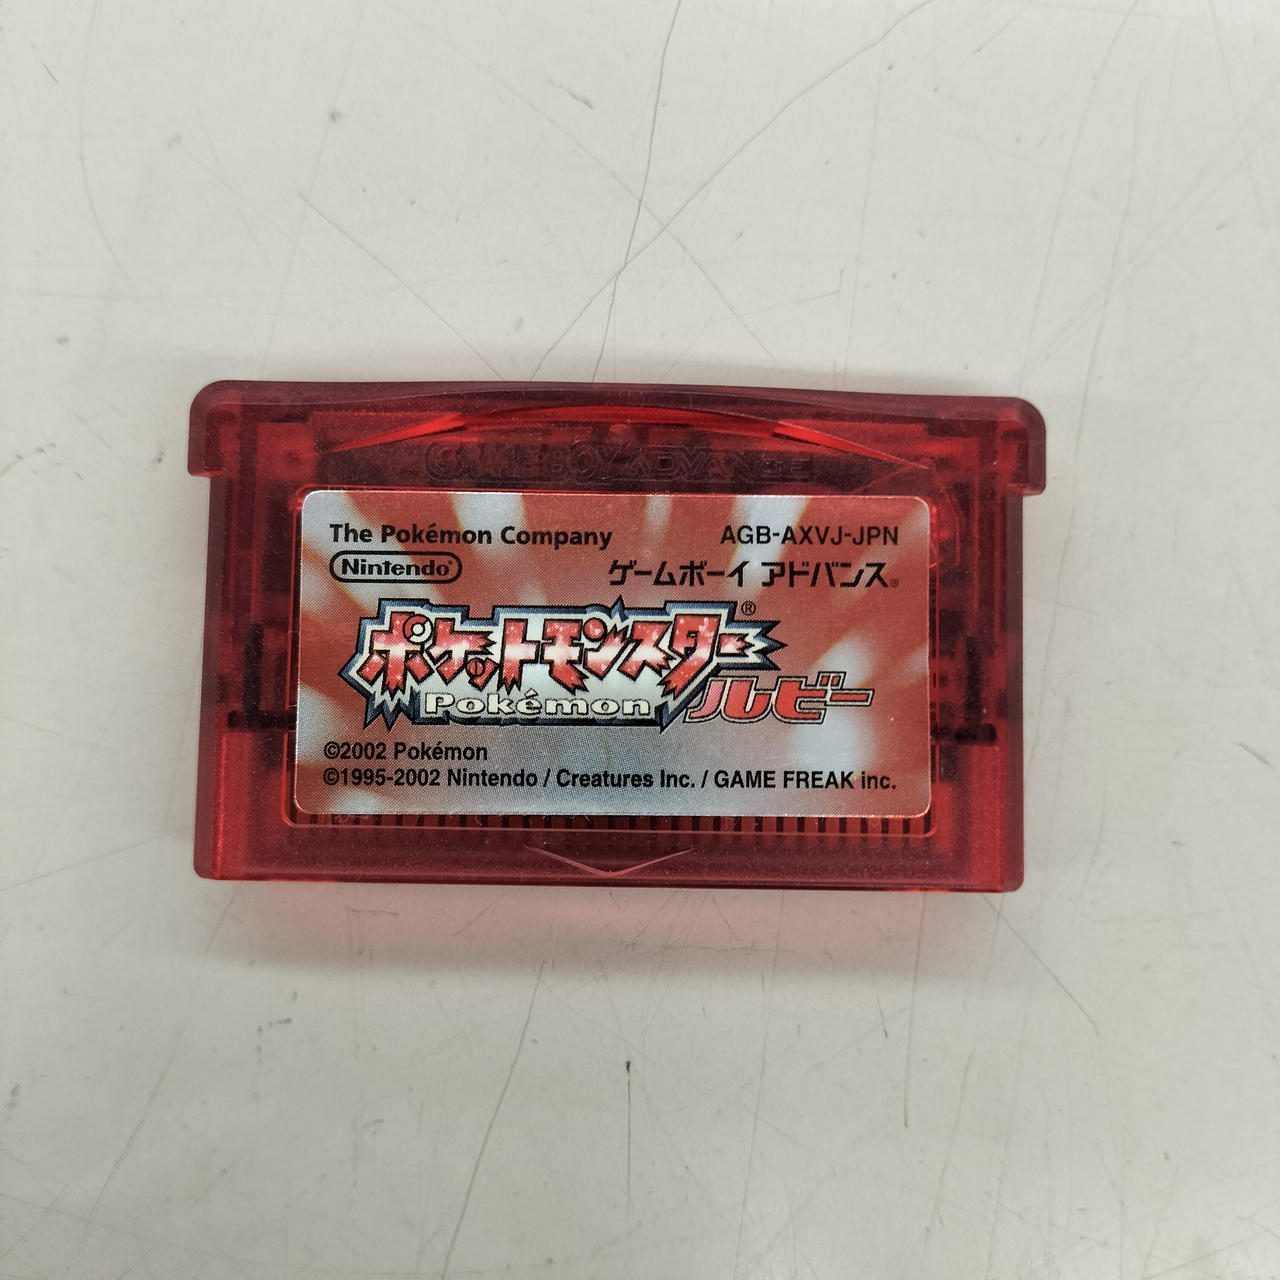 GAME BOY ADVANCE
The Pokémon Company
AGB-AXVJ-JPN
Nintendo®
ゲームボーイ アドバンス®
ポケットモンスター®
Pokémon
ルビー
©2002 Pokémon
©1995-2002 Nintendo / Creatures Inc. / GAME FREAK inc.